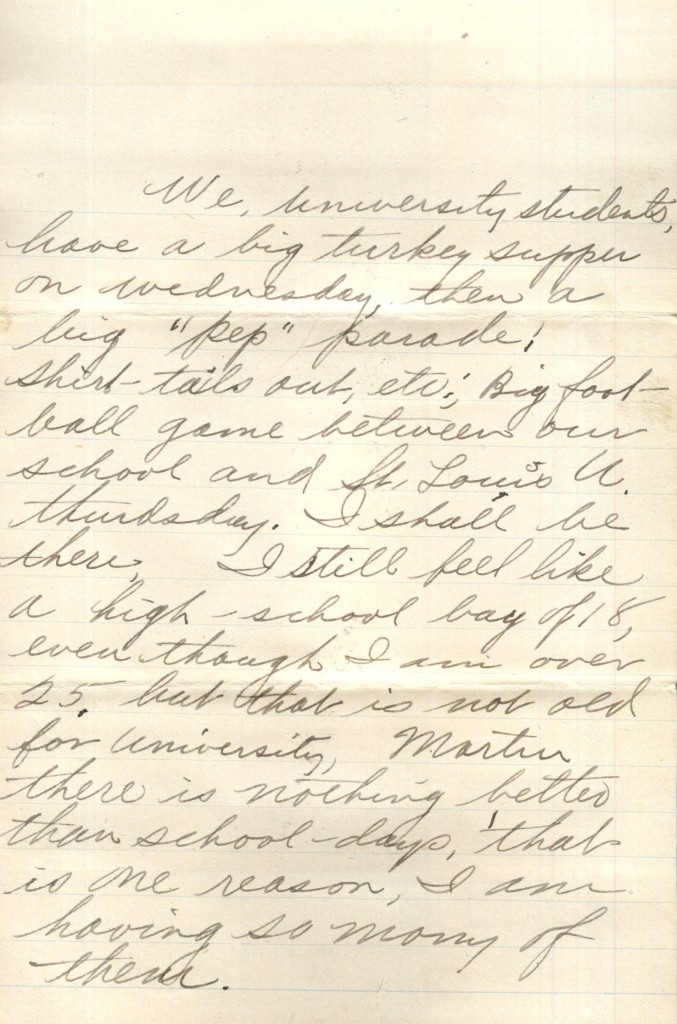 We, university students,
have a big turkey supper
on wednesday, then a
big "pep" parade;
shirt-tails out, etc; Big foot-
ball game between our
school and St, Louis U.
thurdsday. I shall be
there, I still feel like
a high-school boy of 18,
even though I am over
25, but that is not old
for university, Martin
there is nothing better
than school-days, that
is one reason, I am
having so many of
them.